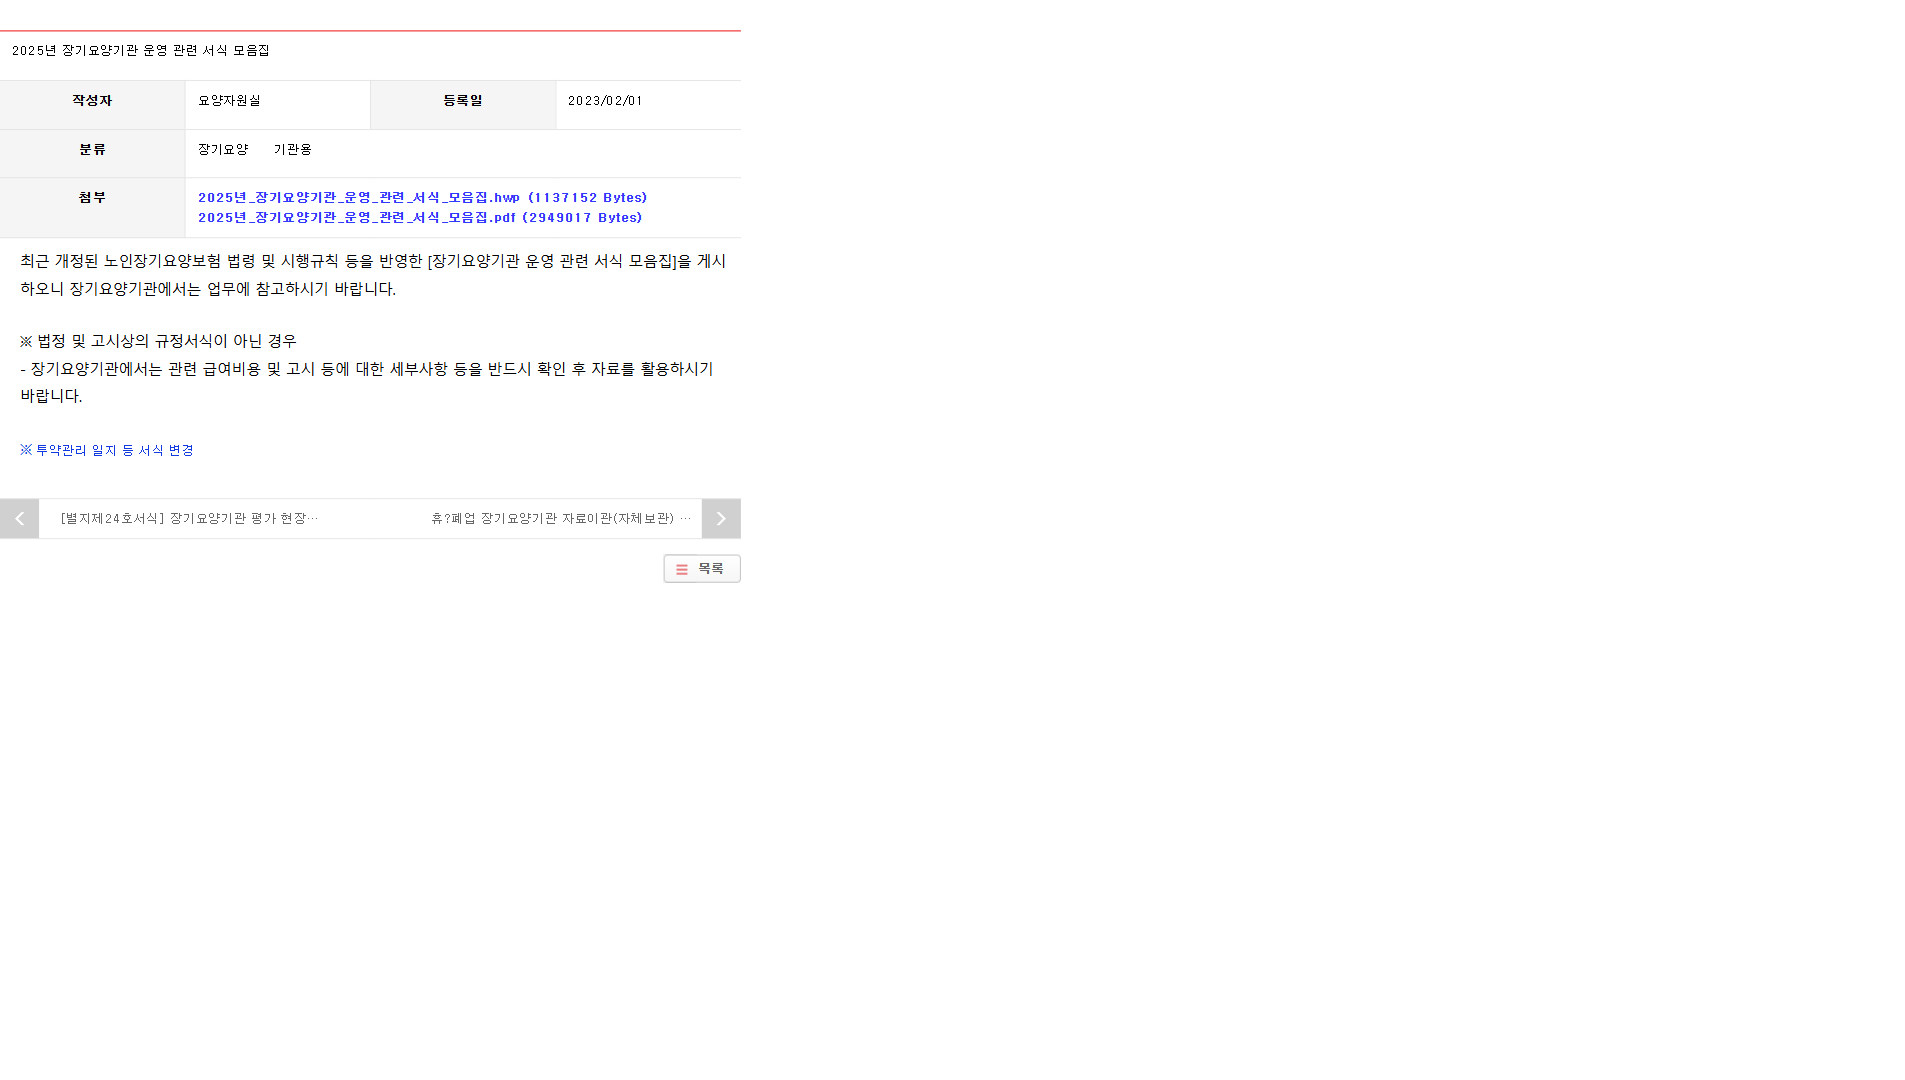 2025년 장기요양기관 운영 관련 서식 모음집
작성자 요양자원실 등록일 2023/02/01
분류 장기요양 기관용
첨부 2025년_장기요양기관_운영_관련_서식_모음집.hwp (1137152 Bytes)
2025년_장기요양기관_운영_관련_서식_모음집.pdf (2949017 Bytes)
최근 개정된 노인장기요양보험 법령 및 시행규칙 등을 반영한 [장기요양기관 운영 관련 서식 모음집]을 게시
하오니 장기요양기관에서는 업무에 참고하시기 바랍니다.
※ 법정 및 고시상의 규정서식이 아닌 경우
- 장기요양기관에서는 관련 급여비용 및 고시 등에 대한 세부사항 등을 반드시 확인 후 자료를 활용하시기
바랍니다.
※ 투약관리 일지 등 서식 변경
[별지제24호서식] 장기요양기관 평가 현장… 휴?폐업 장기요양기관 자료이관(자체보관) …
목록